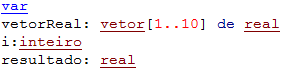 var
vetorReal: vetor[1..10] de real
i:inteiro
resultado: real